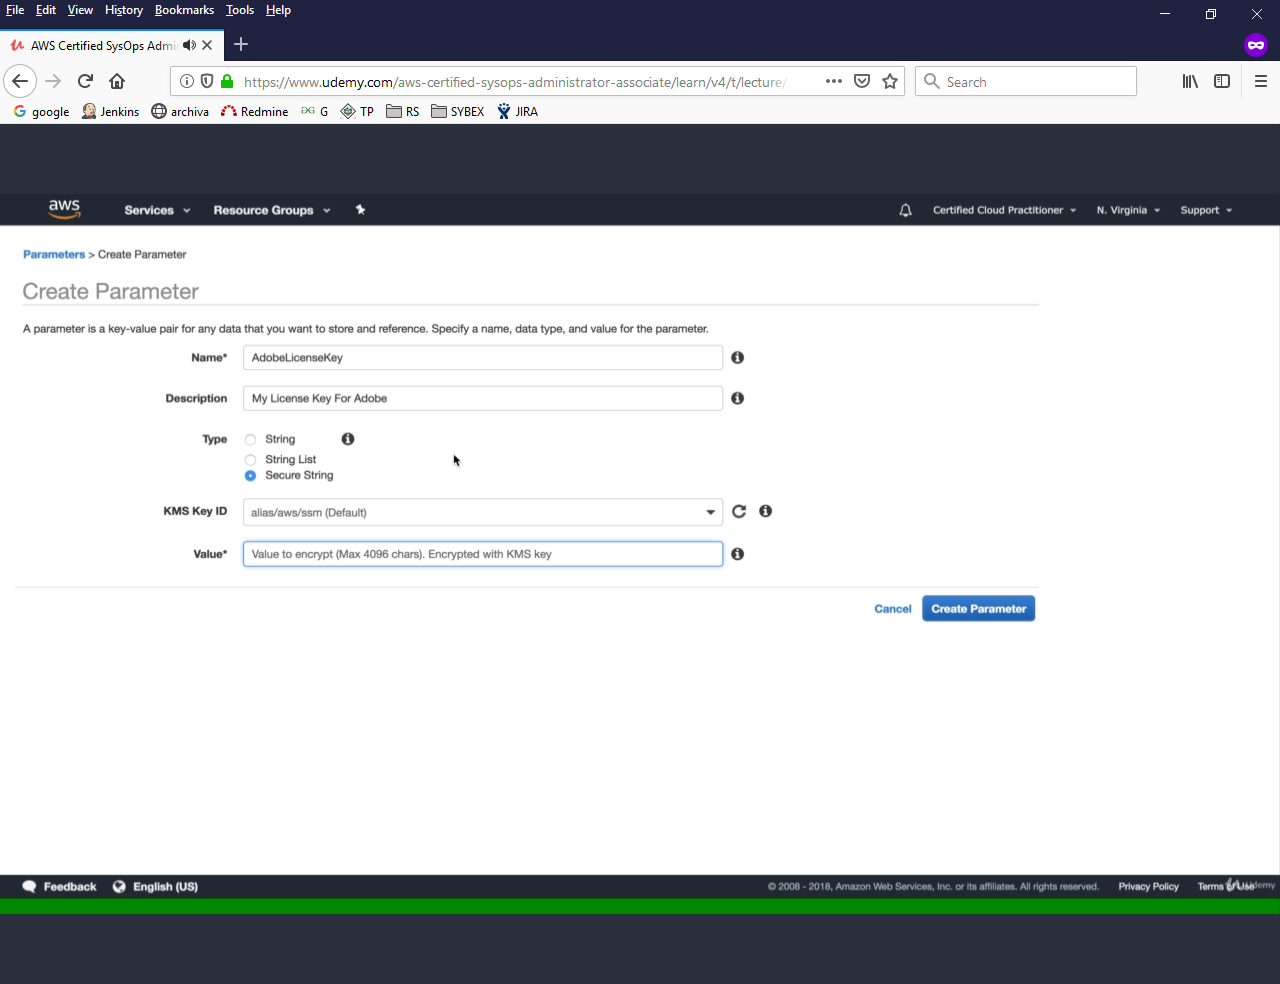 File Edit View History Bookmarks Tools Help
AWS Certified SysOps Admi
https://www.udemy.com/aws-certified-sysops-administrator-associate/learn/v4/t/lecture/
Search
google Jenkins archiva Redmine G TP RS SYBEX JIRA
aws Services Resource Groups Certified Cloud Practitioner N. Virginia Support
Parameters > Create Parameter
Create Parameter
A parameter is a key-value pair for any data that you want to store and reference. Specify a name, data type, and value for the parameter.
Name* AdobeLicenseKey
Description My License Key For Adobe
Type String
String List
Secure String
KMS Key ID alias/aws/ssm (Default)
Value* Value to encrypt (Max 4096 chars). Encrypted with KMS key
Cancel Create Parameter
Feedback English (US) © 2008 - 2018, Amazon Web Services, Inc. or its affiliates. All rights reserved. Privacy Policy Terms of Use